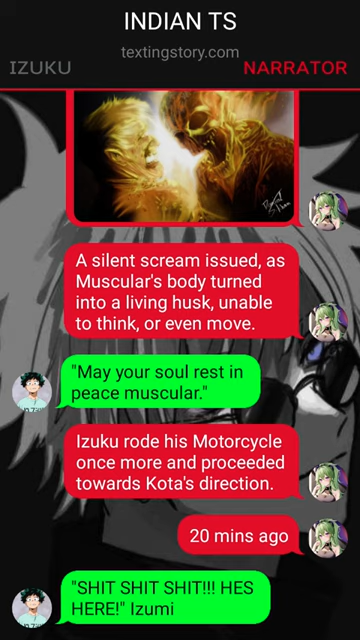 INDIAN TS
textingstory.com
IZUKU
NARRATOR
A silent scream issued, as
Muscular's body turned
into a living husk, unable
to think, or even move.
"May your soul rest in
peace muscular."
Izuku rode his Motorcycle
once more and proceeded
towards Kota's direction.
20 mins ago
"SHIT SHIT SHIT!!! HES
HERE!" Izumi